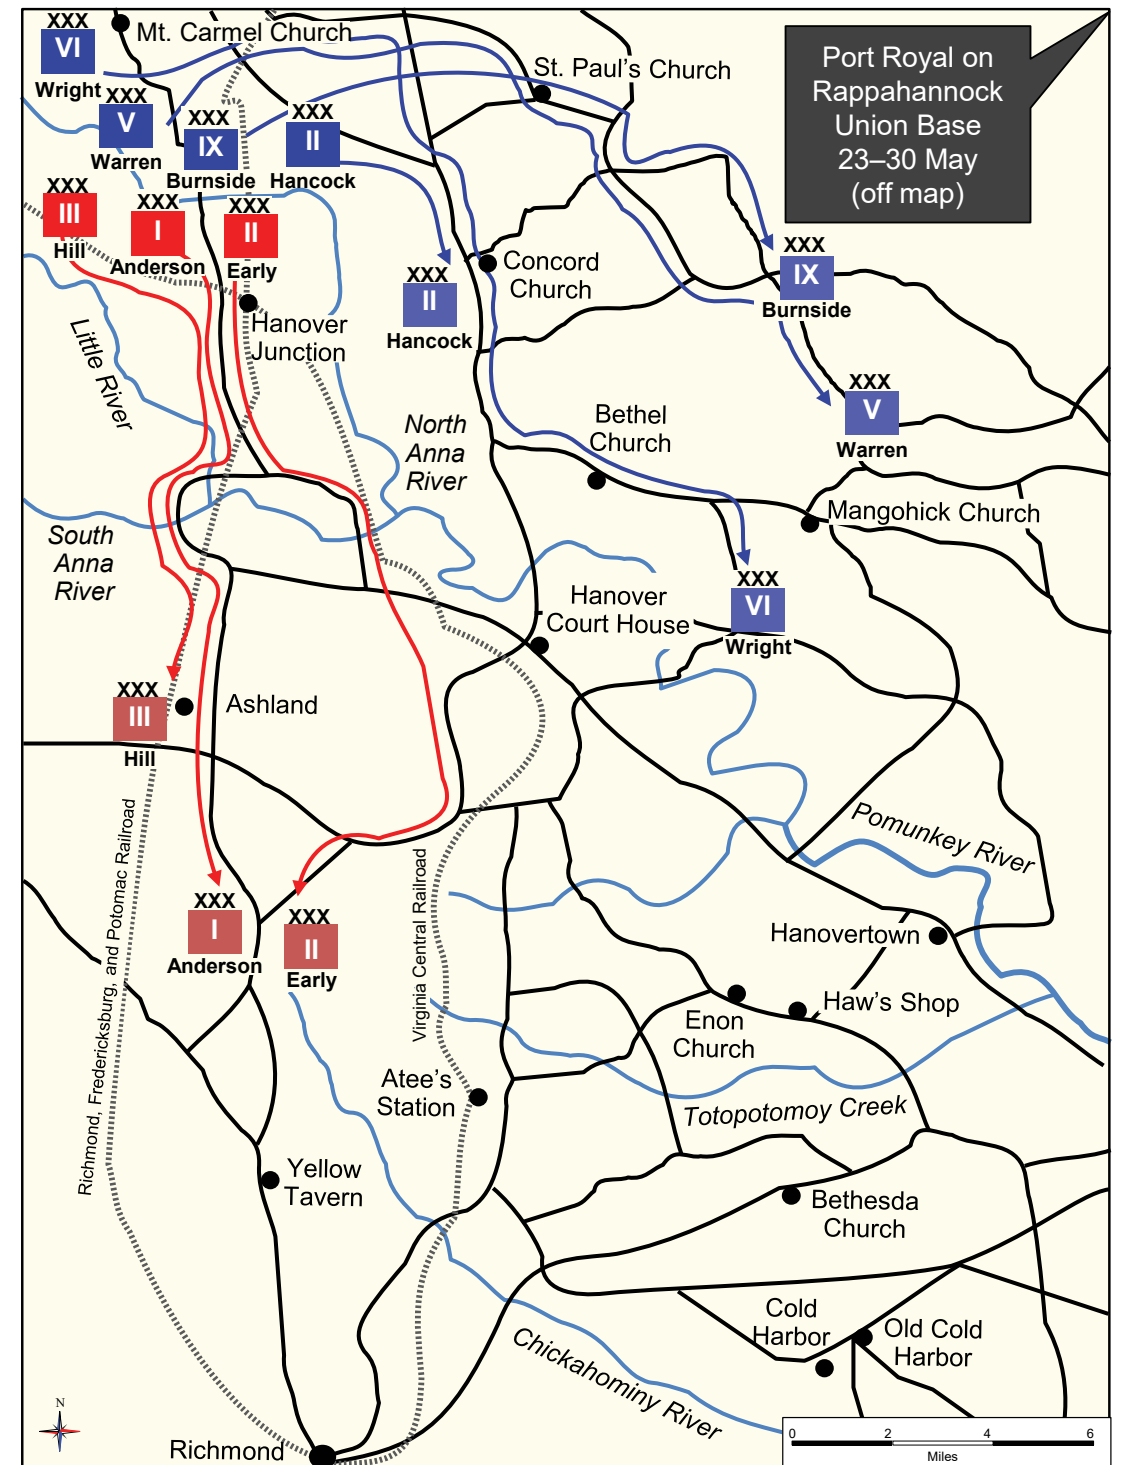 XXX
VI
Wright
Mt. Carmel Church
XXX
V
Warren
XXX
IX
Burnside
XXX
II
Hancock
St. Paul's Church
Port Royal on
Rappahannock
Union Base
23–30 May
(off map)
XXX
III
Hill
XXX
I
Anderson
XXX
II
Early
Hanover
Junction
Little River
XXX
II
Hancock
Concord
Church
XXX
IX
Burnside
XXX
V
Warren
North
Anna
River
Bethel
Church
Mangohick Church
South
Anna
River
Hanover
Court House
XXX
VI
Wright
XXX
III
Hill
Ashland
Richmond, Fredericksburg, and Potomac Railroad
Virginia Central Railroad
Pomunkey River
XXX
I
Anderson
XXX
II
Early
Hanovertown
Haw's Shop
Enon
Church
Atee's
Station
Totopotomoy Creek
Yellow
Tavern
Bethesda
Church
Cold
Harbor
Old Cold
Harbor
Chickahominy River
Richmond
N
0 2 4 6
Miles